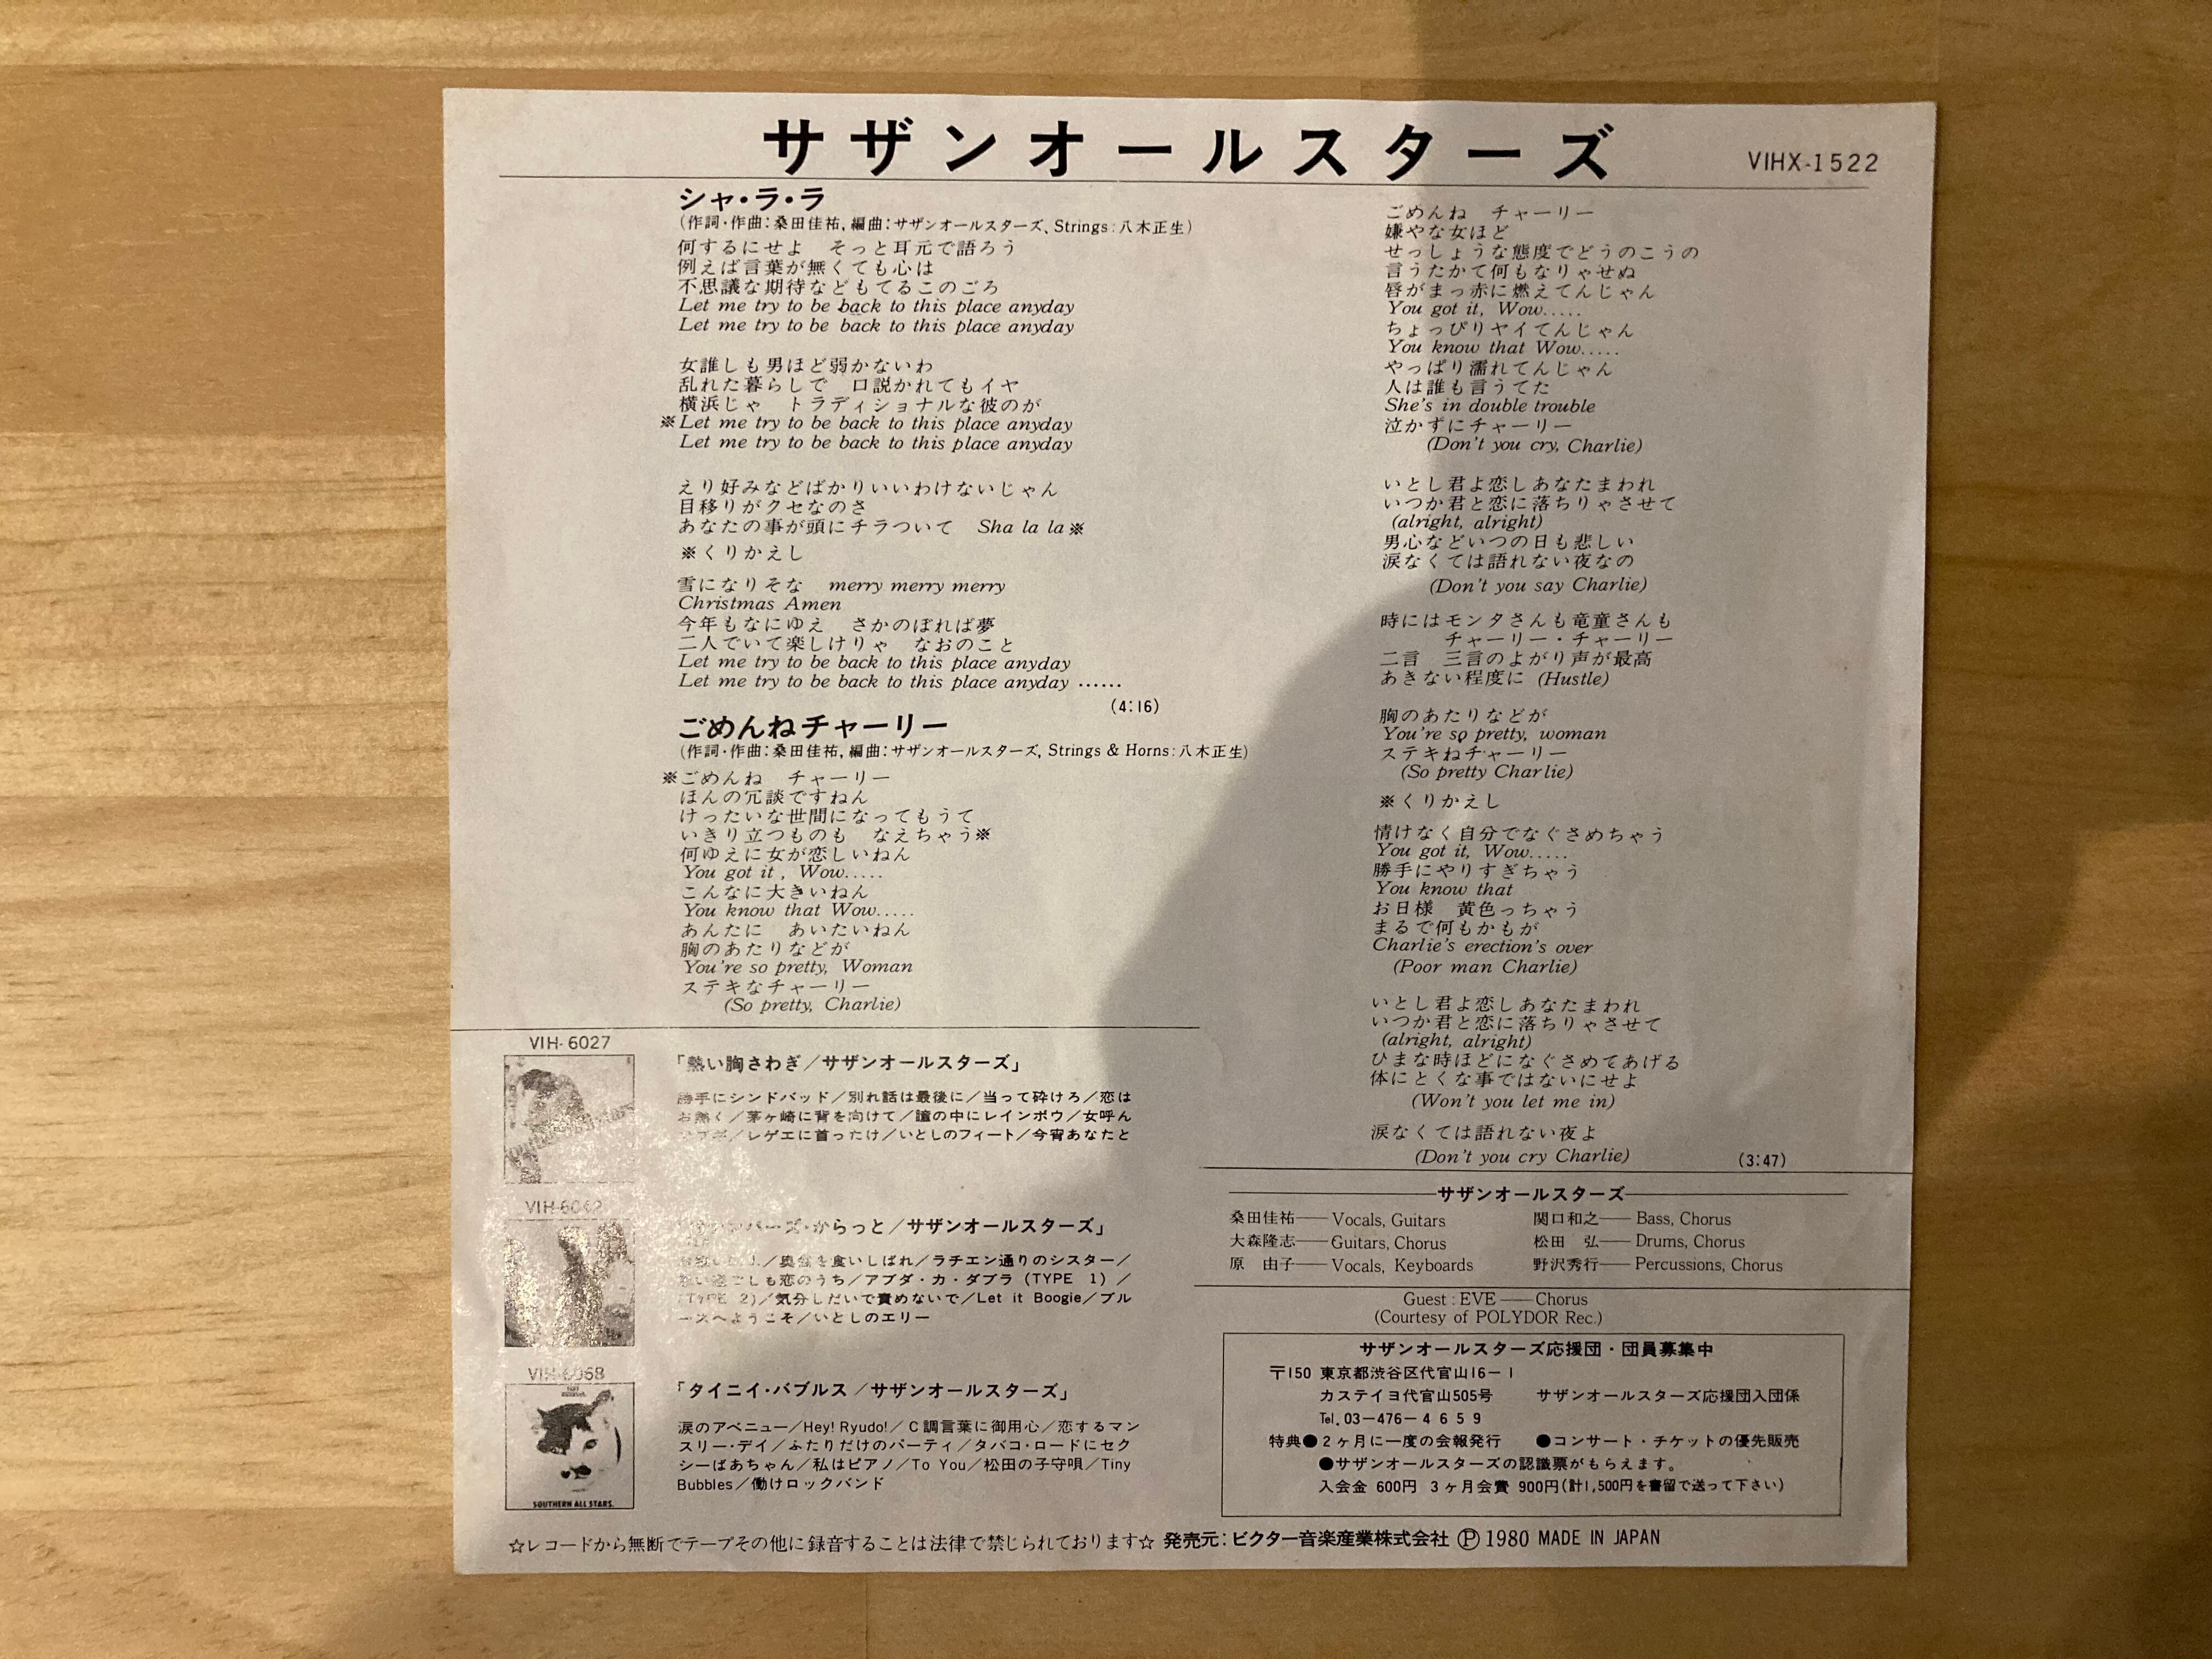 サザンオールスターズ
VIHX-1522
シャ・ラ・ラ
(作詞・作曲:桑田佳祐, 編曲:サザンオールスターズ、Strings:八木正生)
何するにせよ　そっと耳元で語ろう
例えば言葉が無くても心は
不思議な期待などもてるこのごろ
Let me try to be back to this place anyday
Let me try to be back to this place anyday
女誰しも男ほど弱かないわ
乱れた暮らしで　口説かれてもイヤ
横浜じゃ　トラディショナルな彼のが
※Let me try to be back to this place anyday
Let me try to be back to this place anyday
えり好みなどばかりいいわけないじゃん
目移りがクセなのさ
あなたの事が頭にチラついて　Sha la la※
※くりかえし
雪になりそな　merry merry merry
Christmas Amen
今年もなにゆえ　さかのぼれば夢
二人でいて楽しけりゃ　なおのこと
Let me try to be back to this place anyday
Let me try to be back to this place anyday ……
(4:16)
ごめんねチャーリー
(作詞・作曲:桑田佳祐, 編曲:サザンオールスターズ, Strings & Horns:八木正生)
※ごめんね　チャーリー
ほんの冗談ですねん
けったいな世間になってもうて
いきり立つものも　なえちゃう※
何ゆえに女が恋しいねん
You got it , Wow.....
こんなに大きいねん
You know that Wow.....
あんたに　あいたいねん
胸のあたりなどが
You're so pretty, Woman
ステキなチャーリー
(So pretty, Charlie)
ごめんね　チャーリー
嫌やな女ほど
せっしょうな態度でどうのこうの
言うたかて何もなりゃせぬ
唇がまっ赤に燃えてんじゃん
You got it, Wow.....
ちょっぴりヤイてんじゃん
You know that Wow.....
やっぱり濡れてんじゃん
人は誰も言うてた
She's in double trouble
泣かずにチャーリー
(Don't you cry, Charlie)
いとし君よ恋しあなたまわれ
いつか君と恋に落ちりゃさせて
(alright, alright)
男心などいつの日も悲しい
涙なくては語れない夜なの
(Don't you say Charlie)
時にはモンタさんも竜童さんも
チャーリー・チャーリー
二言　三言のよがり声が最高
あきない程度に (Hustle)
胸のあたりなどが
You're so pretty, woman
ステキねチャーリー
(So pretty Charlie)
※くりかえし
情けなく自分でなぐさめちゃう
You got it, Wow.....
勝手にやりすぎちゃう
You know that
お日様　黄色っちゃう
まるで何もかもが
Charlie's erection's over
(Poor man Charlie)
いとし君よ恋しあなたまわれ
いつか君と恋に落ちりゃさせて
(alright, alright)
ひまな時ほどになぐさめてあげる
体にとくな事ではないにせよ
(Won't you let me in)
涙なくては語れない夜よ
(Don't you cry Charlie)
(3:47)
VIH-6027
「熱い胸さわぎ／サザンオールスターズ」
勝手にシンドバッド／別れ話は最後に／当って砕けろ／恋は
お熱く／茅ヶ崎に背を向けて／瞳の中にレインボウ／女呼ん
／レゲエに首ったけ／いとしのフィート／今宵あなたと
VIH-6042
バーズ・からっと／サザンオールスターズ」
／奥歯を食いしばれ／ラチエン通りのシスター／
も恋のうち／アブダ・カ・ダブラ (TYPE 1) ／
(TYPE 2)／気分しだいで責めないで／Let it Boogie／ブル
ースへようこそ／いとしのエリー
VIH-6068
SOUTHERN ALL STARS.
「タイニイ・バブルス／サザンオールスターズ」
涙のアベニュー／Hey! Ryudo!／C調言葉に御用心／恋するマン
スリー・デイ／ふたりだけのパーティ／タバコ・ロードにセク
シーばあちゃん／私はピアノ／To You／松田の子守唄／Tiny
Bubbles／働けロックバンド
サザンオールスターズ
桑田佳祐——Vocals, Guitars
関口和之——Bass, Chorus
大森隆志——Guitars, Chorus
松田　弘——Drums, Chorus
原　由子——Vocals, Keyboards
野沢秀行——Percussions, Chorus
Guest : EVE——Chorus
(Courtesy of POLYDOR Rec.)
サザンオールスターズ応援団・団員募集中
〒150 東京都渋谷区代官山16－1
カステイヨ代官山505号　サザンオールスターズ応援団入団係
Tel. 03－476－4659
特典●2ヶ月に一度の会報発行　●コンサート・チケットの優先販売
●サザンオールスターズの認識票がもらえます。
入会金 600円 3ヶ月会費 900円(計1,500円を書留で送って下さい)
☆レコードから無断でテープその他に録音することは法律で禁じられております☆ 発売元:ビクター音楽産業株式会社 Ⓟ 1980 MADE IN JAPAN